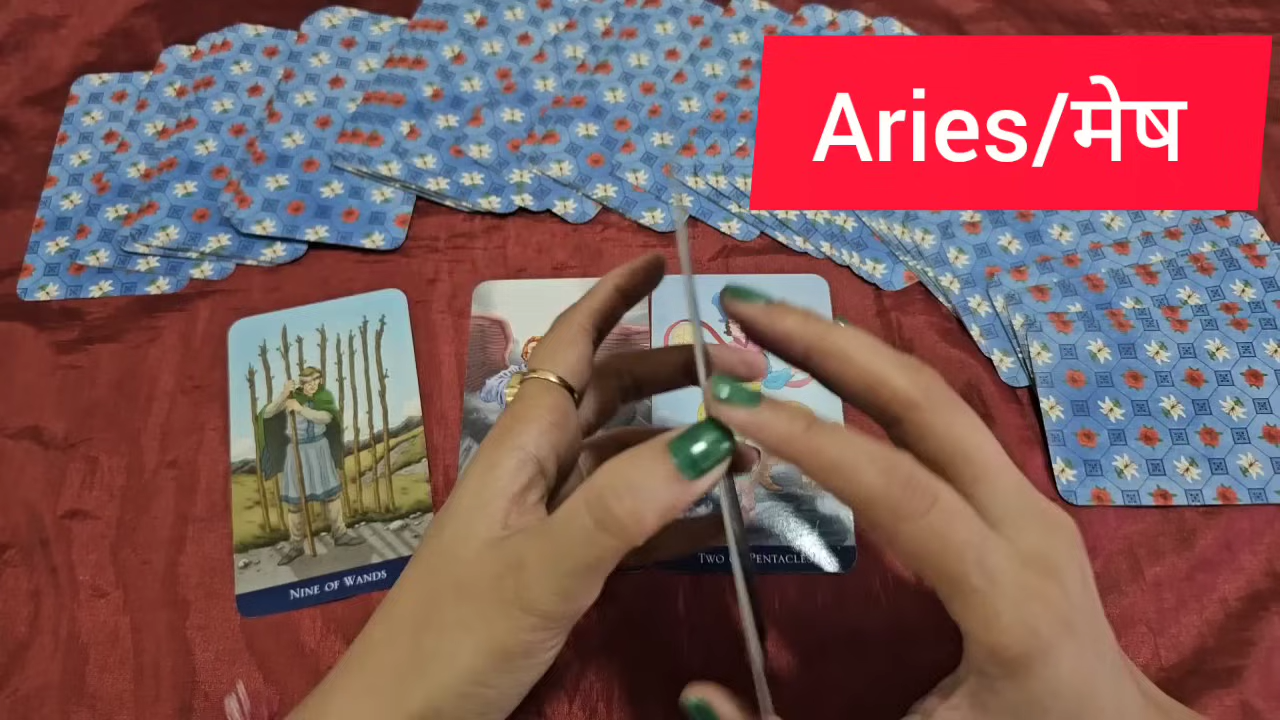 Aries/मेष
NINE OF WANDS
TWO OF PENTACLES